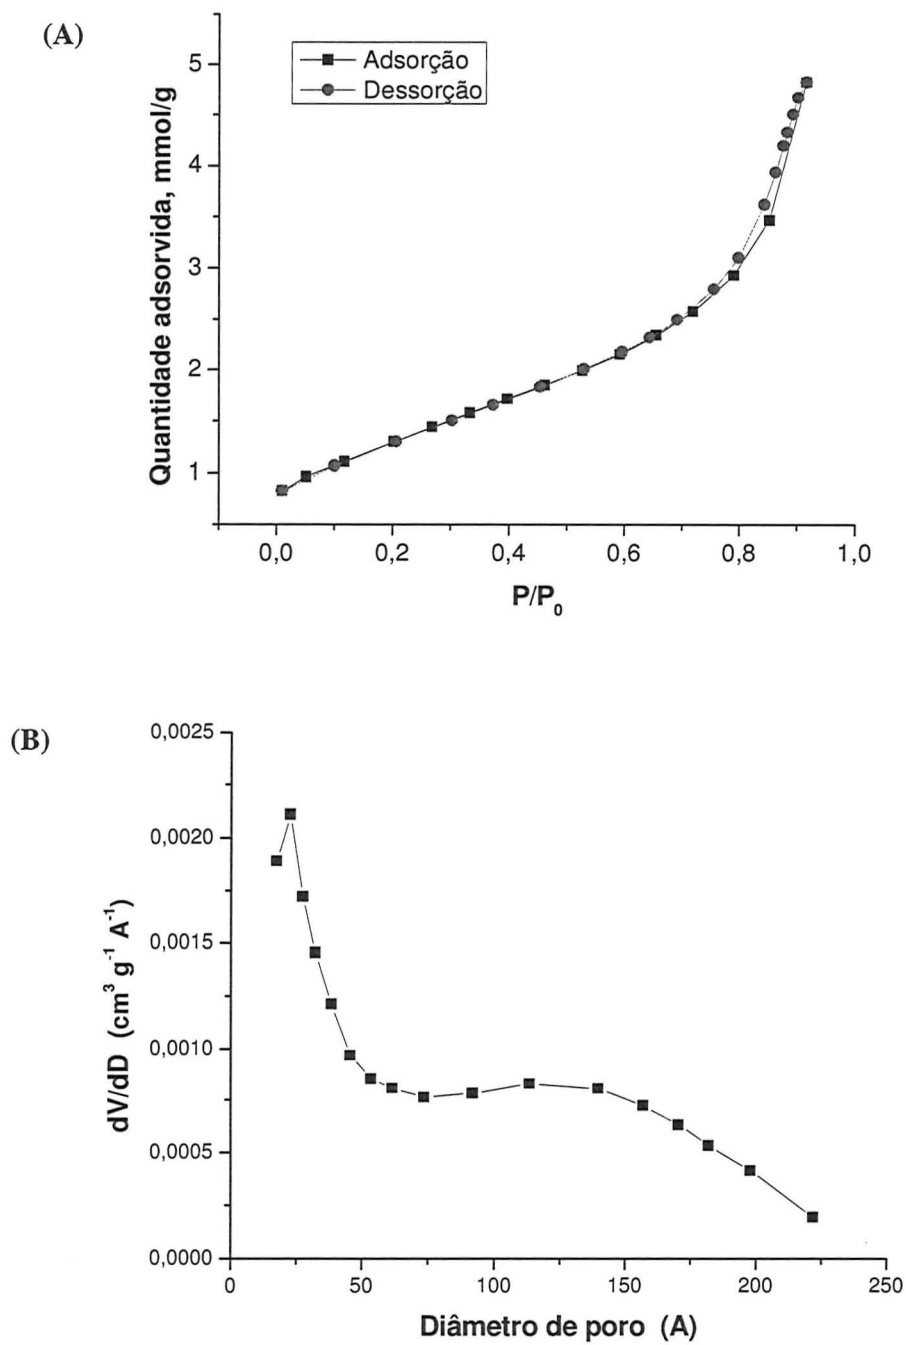 (A)
Adsorção
Dessorção
Quantidade adsorvida, mmol/g
5
4
3
2
1
0,0 0,2 0,4 0,6 0,8 1,0
P/P₀
(B)
dV/dD (cm³ g⁻¹ A⁻¹)
0,0025
0,0020
0,0015
0,0010
0,0005
0,0000
0 50 100 150 200 250
Diâmetro de poro (A)